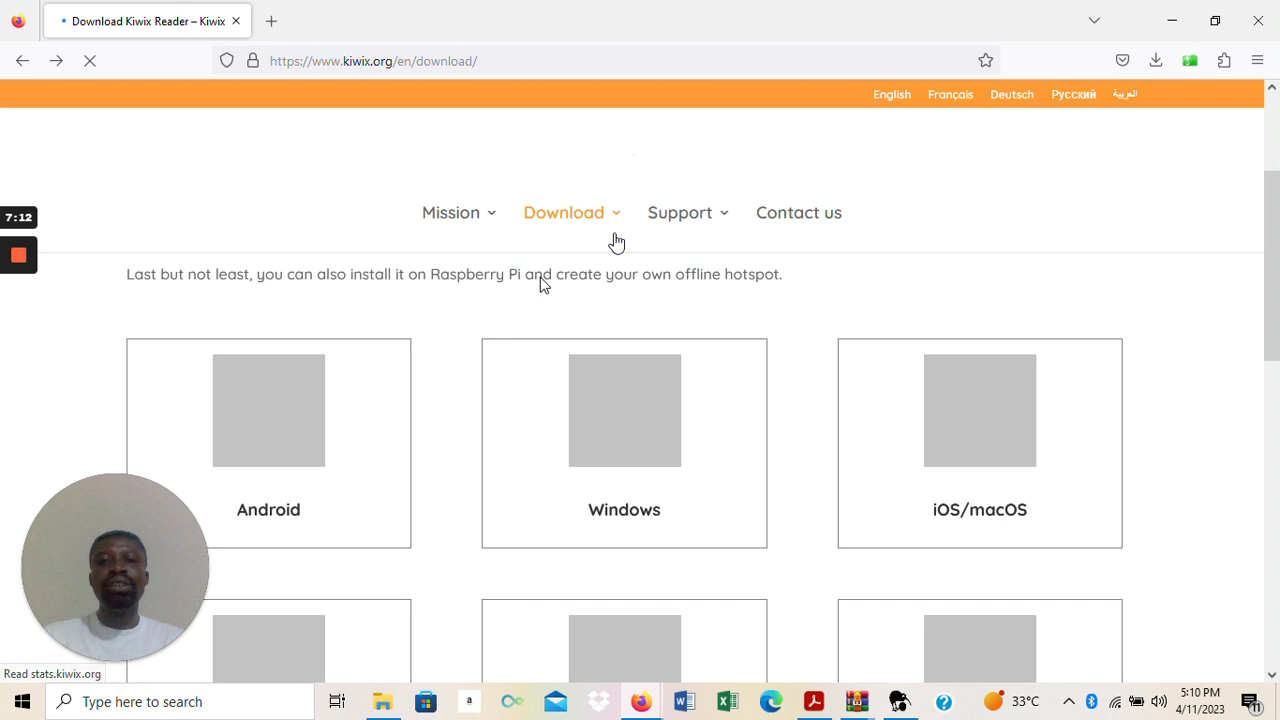 Download Kiwix Reader – Kiwix
https://www.kiwix.org/en/download/
English Français Deutsch Русский العربية
Mission Download Support Contact us
7:12
Last but not least, you can also install it on Raspberry Pi and create your own offline hotspot.
Android Windows iOS/macOS
Read stats.kiwix.org
Type here to search
a
33°C
5:10 PM
4/11/2023
11